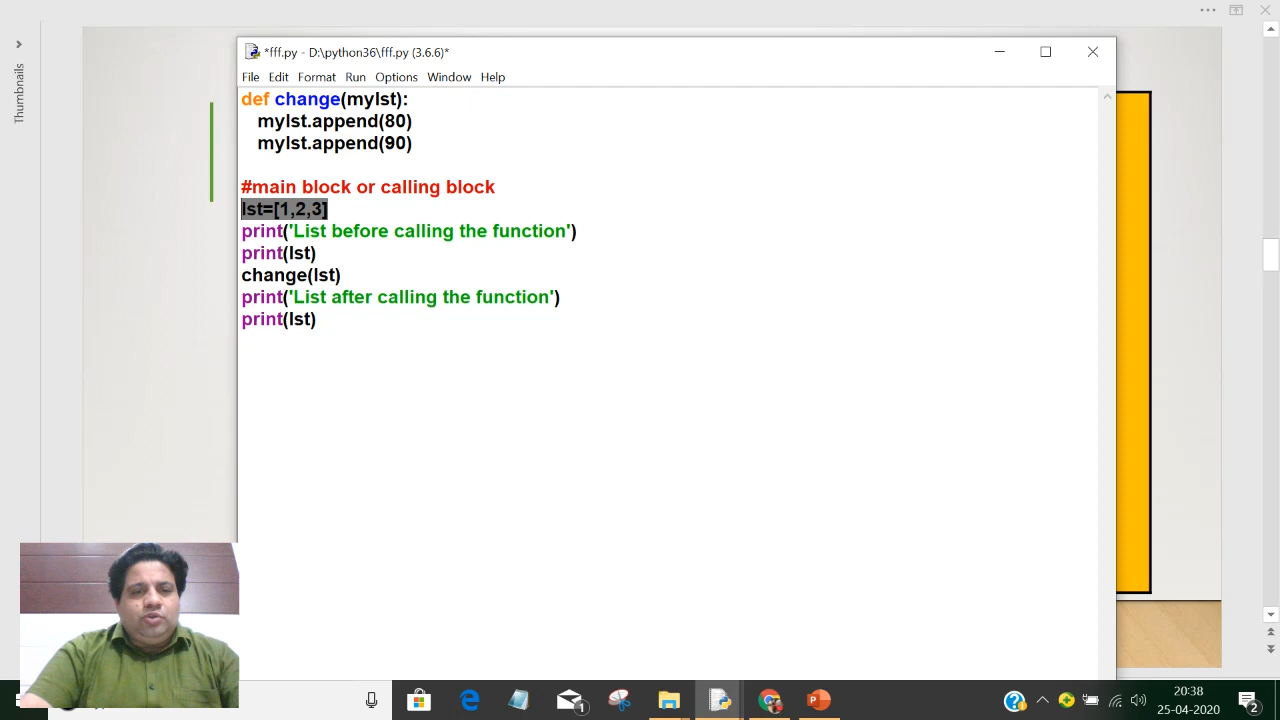 Thumbnails
*fff.py - D:\python36\fff.py (3.6.6)*
File Edit Format Run Options Window Help
def change(mylst):
mylst.append(80)
mylst.append(90)
#main block or calling block
lst=[1,2,3]
print('List before calling the function')
print(lst)
change(lst)
print('List after calling the function')
print(lst)
1
20:38
25-04-2020
2